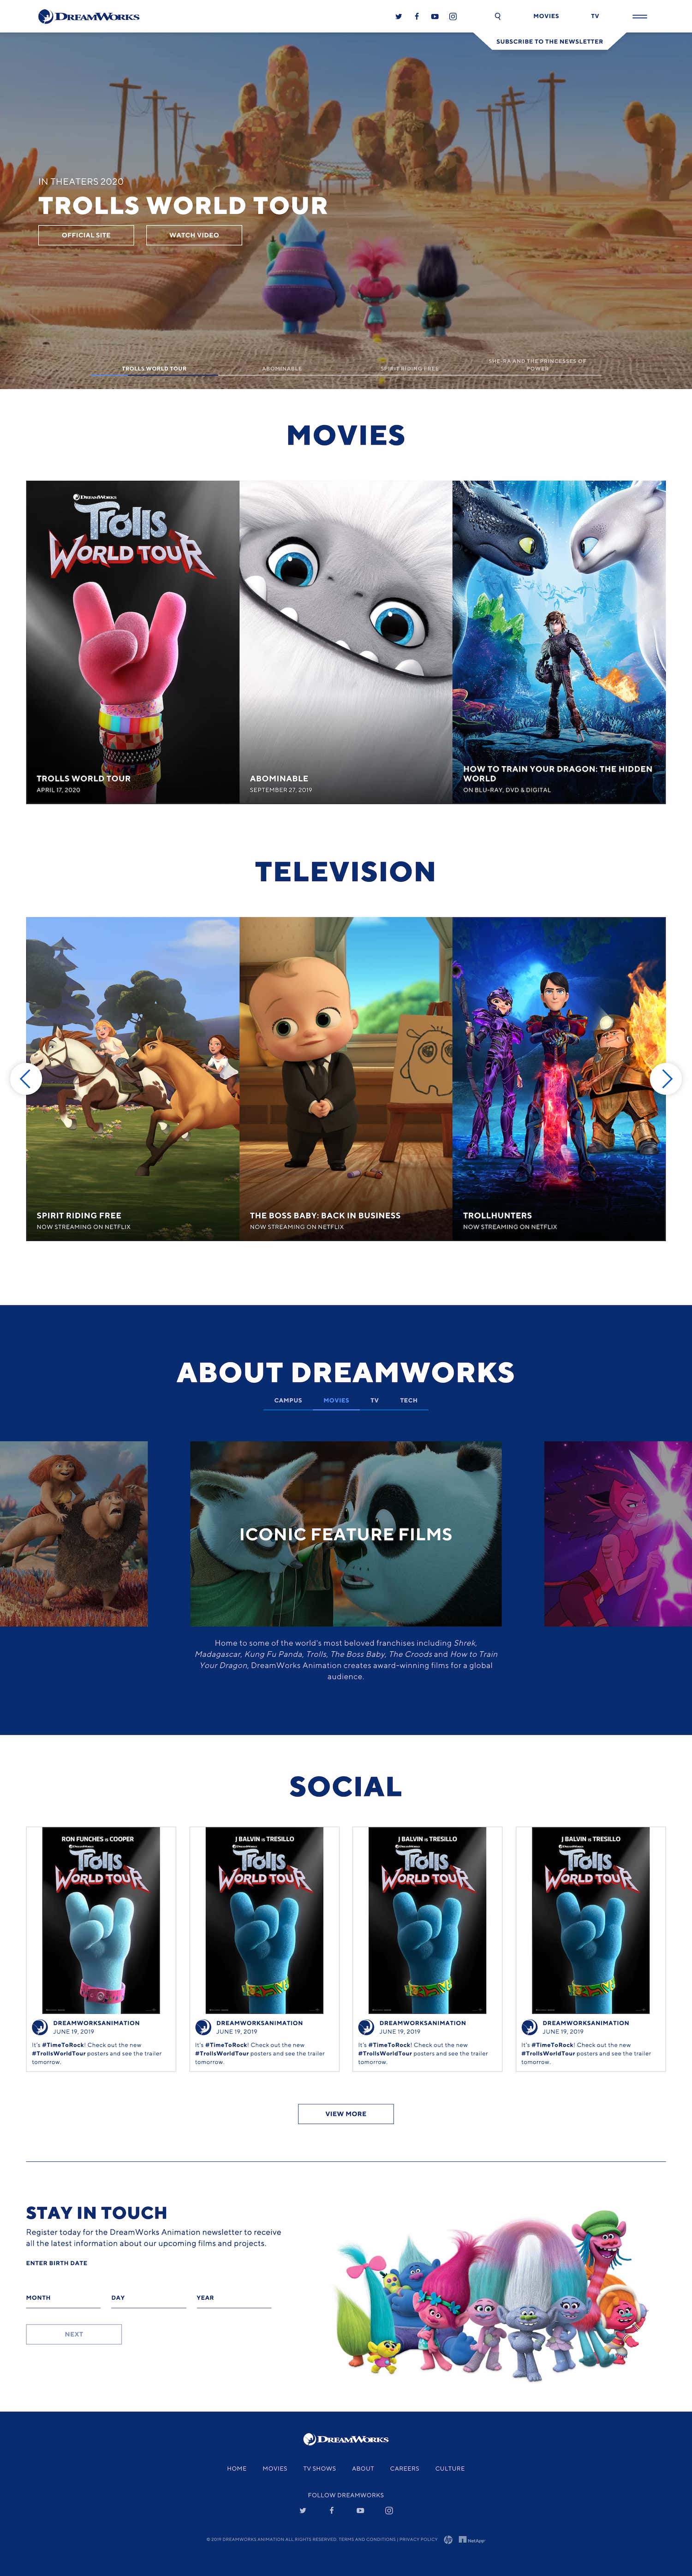 DREAMWORKS
MOVIES
TV
SUBSCRIBE TO THE NEWSLETTER
IN THEATERS 2020
TROLLS WORLD TOUR
OFFICIAL SITE
WATCH VIDEO
TROLLS WORLD TOUR
ABOMINABLE
SPIRIT RIDING FREE
SHE-RA AND THE PRINCESSES OF
POWER
MOVIES
DREAMWORKS
Trolls
WORLD TOUR
TROLLS WORLD TOUR
APRIL 17, 2020
ABOMINABLE
SEPTEMBER 27, 2019
HOW TO TRAIN YOUR DRAGON: THE HIDDEN
WORLD
ON BLU-RAY, DVD & DIGITAL
TELEVISION
SPIRIT RIDING FREE
NOW STREAMING ON NETFLIX
THE BOSS BABY: BACK IN BUSINESS
NOW STREAMING ON NETFLIX
TROLLHUNTERS
NOW STREAMING ON NETFLIX
ABOUT DREAMWORKS
CAMPUS
MOVIES
TV
TECH
ICONIC FEATURE FILMS
Home to some of the world's most beloved franchises including Shrek,
Madagascar, Kung Fu Panda, Trolls, The Boss Baby, The Croods and How to Train
Your Dragon, DreamWorks Animation creates award-winning films for a global
audience.
SOCIAL
RON FUNCHES IS COOPER
DREAMWORKS
Trolls
WORLD TOUR
DREAMWORKSANIMATION
JUNE 19, 2019
It's #TimeToRock! Check out the new
#TrollsWorldTour posters and see the trailer
tomorrow.
J BALVIN IS TRESILLO
DREAMWORKS
Trolls
WORLD TOUR
DREAMWORKSANIMATION
JUNE 19, 2019
It's #TimeToRock! Check out the new
#TrollsWorldTour posters and see the trailer
tomorrow.
J BALVIN IS TRESILLO
DREAMWORKS
Trolls
WORLD TOUR
DREAMWORKSANIMATION
JUNE 19, 2019
It's #TimeToRock! Check out the new
#TrollsWorldTour posters and see the trailer
tomorrow.
J BALVIN IS TRESILLO
DREAMWORKS
Trolls
WORLD TOUR
DREAMWORKSANIMATION
JUNE 19, 2019
It's #TimeToRock! Check out the new
#TrollsWorldTour posters and see the trailer
tomorrow.
VIEW MORE
STAY IN TOUCH
Register today for the DreamWorks Animation newsletter to receive
all the latest information about our upcoming films and projects.
ENTER BIRTH DATE
MONTH
DAY
YEAR
NEXT
DREAMWORKS
HOME
MOVIES
TV SHOWS
ABOUT
CAREERS
CULTURE
FOLLOW DREAMWORKS
© 2019 DREAMWORKS ANIMATION ALL RIGHTS RESERVED. TERMS AND CONDITIONS | PRIVACY POLICY
hp
NetApp